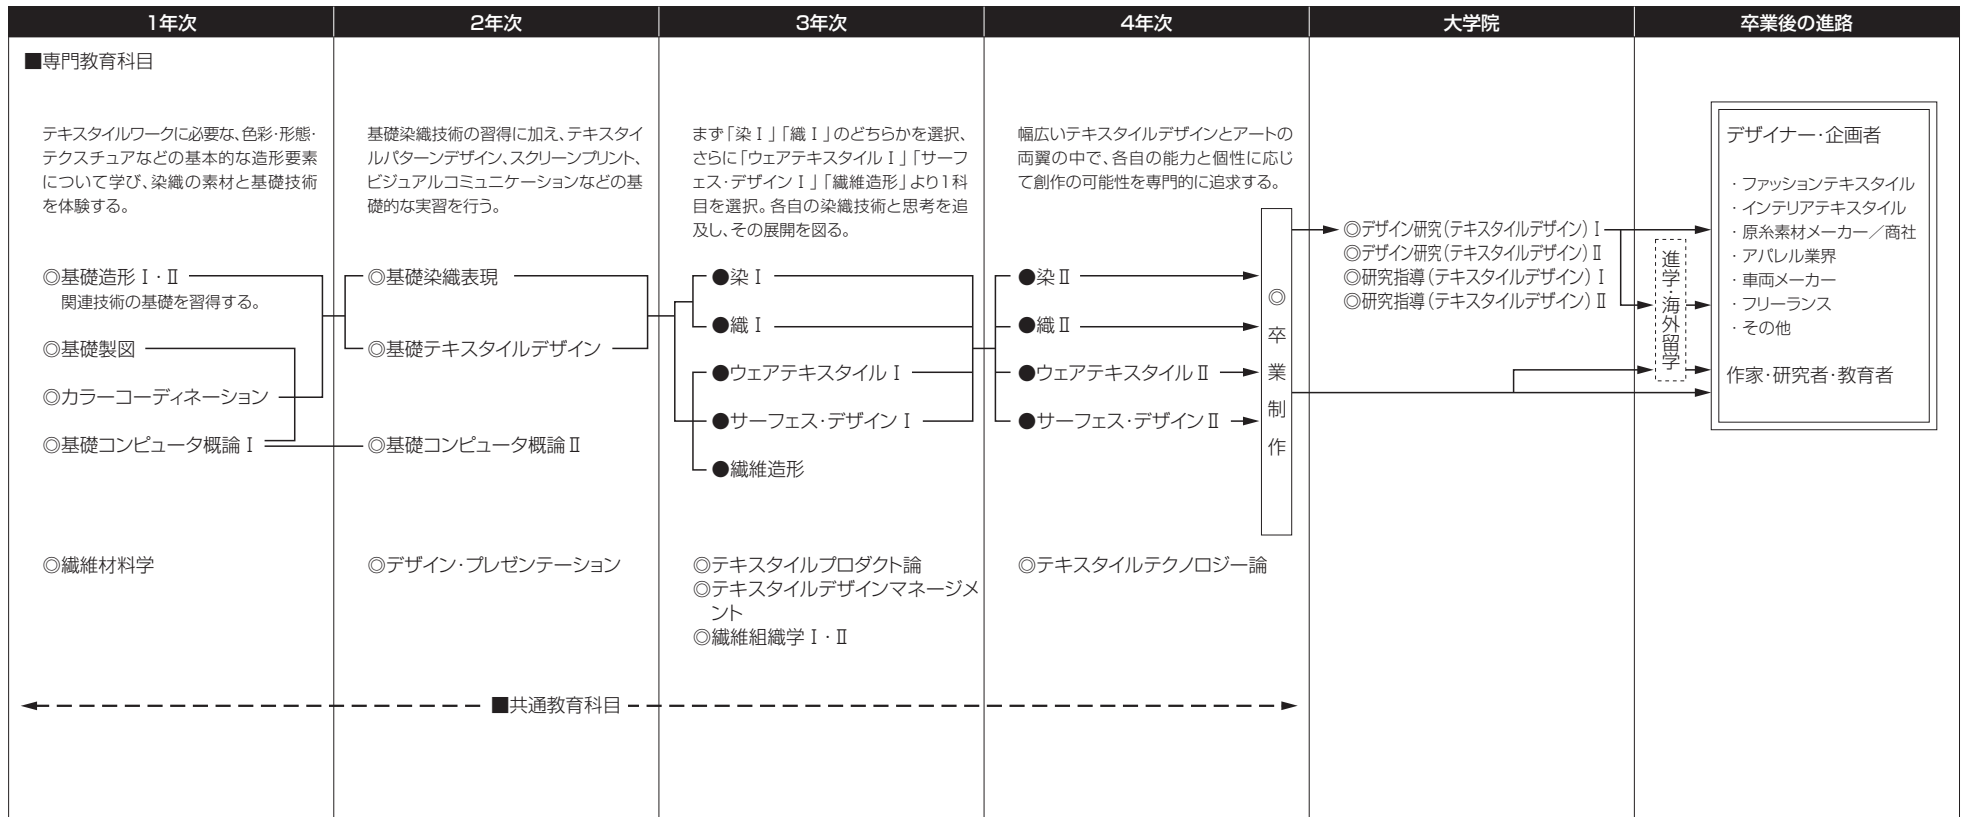 1年次
2年次
3年次
4年次
大学院
卒業後の進路
■専門教育科目
テキスタイルワークに必要な、色彩・形態・
テクスチュアなどの基本的な造形要素
について学び、染織の素材と基礎技術
を体験する。
◎基礎造形Ⅰ・Ⅱ
関連技術の基礎を習得する。
◎基礎製図
◎カラーコーディネーション
◎基礎コンピュータ概論Ⅰ
◎繊維材料学
基礎染織技術の習得に加え、テキスタイ
ルパターンデザイン、スクリーンプリント、
ビジュアルコミュニケーションなどの基
礎的な実習を行う。
◎基礎染織表現
◎基礎テキスタイルデザイン
◎基礎コンピュータ概論Ⅱ
◎デザイン・プレゼンテーション
まず「染Ⅰ」「織Ⅰ」のどちらかを選択、
さらに「ウェアテキスタイルⅠ」「サーフ
ェス・デザインⅠ」「繊維造形」より1科
目を選択。各自の染織技術と思考を追
及し、その展開を図る。
●染Ⅰ
●織Ⅰ
●ウェアテキスタイルⅠ
●サーフェス・デザインⅠ
●繊維造形
◎テキスタイルプロダクト論
◎テキスタイルデザインマネージメ
ント
◎繊維組織学Ⅰ・Ⅱ
幅広いテキスタイルデザインとアートの
両翼の中で、各自の能力と個性に応じ
て創作の可能性を専門的に追求する。
●染Ⅱ
●織Ⅱ
●ウェアテキスタイルⅡ
●サーフェス・デザインⅡ
◎卒業制作
◎テキスタイルテクノロジー論
■共通教育科目
◎デザイン研究(テキスタイルデザイン)Ⅰ
◎デザイン研究(テキスタイルデザイン)Ⅱ
◎研究指導(テキスタイルデザイン)Ⅰ
◎研究指導(テキスタイルデザイン)Ⅱ
進学・海外留学
デザイナー・企画者
・ファッションテキスタイル
・インテリアテキスタイル
・原糸素材メーカー/商社
・アパレル業界
・車両メーカー
・フリーランス
・その他
作家・研究者・教育者